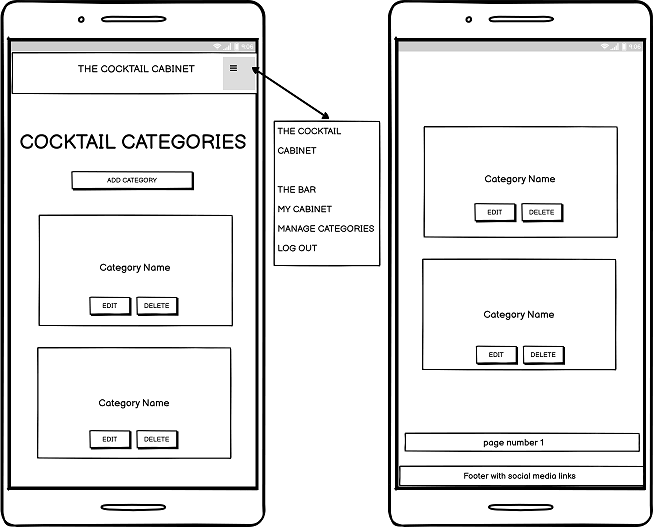 9:06
THE COCKTAIL CABINET
COCKTAIL CATEGORIES
ADD CATEGORY
Category Name
EDIT DELETE
Category Name
EDIT DELETE
THE COCKTAIL
CABINET
THE BAR
MY CABINET
MANAGE CATEGORIES
LOG OUT
9:06
Category Name
EDIT DELETE
Category Name
EDIT DELETE
page number 1
Footer with social media links